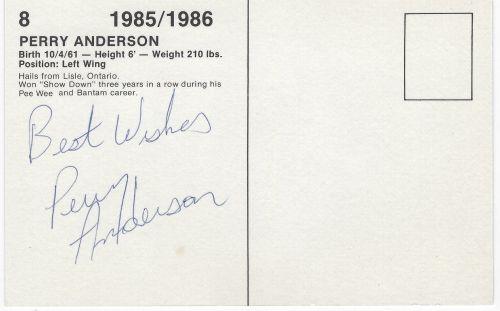 8 1985/1986
PERRY ANDERSON
Birth 10/4/61 — Height 6' — Weight 210 lbs.
Position: Left Wing
Hails from Lisle, Ontario.
Won "Show Down" three years in a row during his
Pee Wee and Bantam career.
Best Wishes
Perry
Anderson